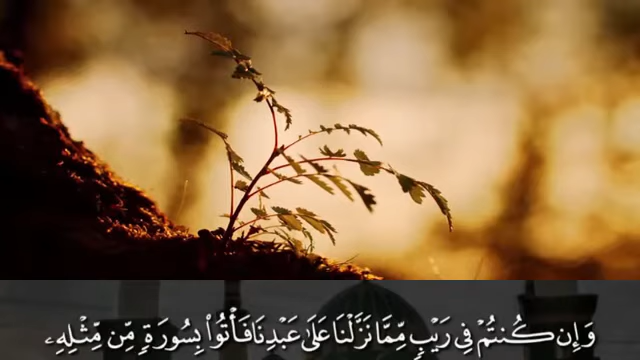 وَإِن كُنتُمْ فِي رَيْبٍ مِّمَّا نَزَّلْنَا عَلَىٰ عَبْدِنَا فَأْتُوا۟ بِسُورَةٍ مِّن مِّثْلِهِۦ